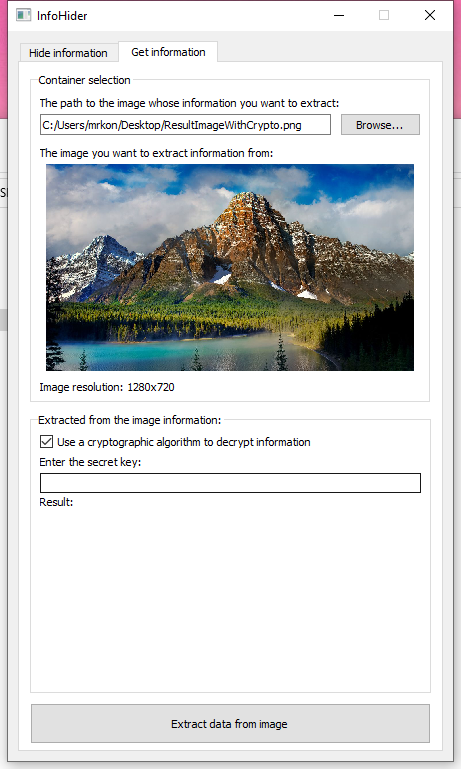 InfoHider
Hide information
Get information
Container selection
The path to the image whose information you want to extract:
C:/Users/mrkon/Desktop/ResultImageWithCrypto.png
Browse...
The image you want to extract information from:
Image resolution: 1280x720
Extracted from the image information:
Use a cryptographic algorithm to decrypt information
Enter the secret key:
Result:
Extract data from image